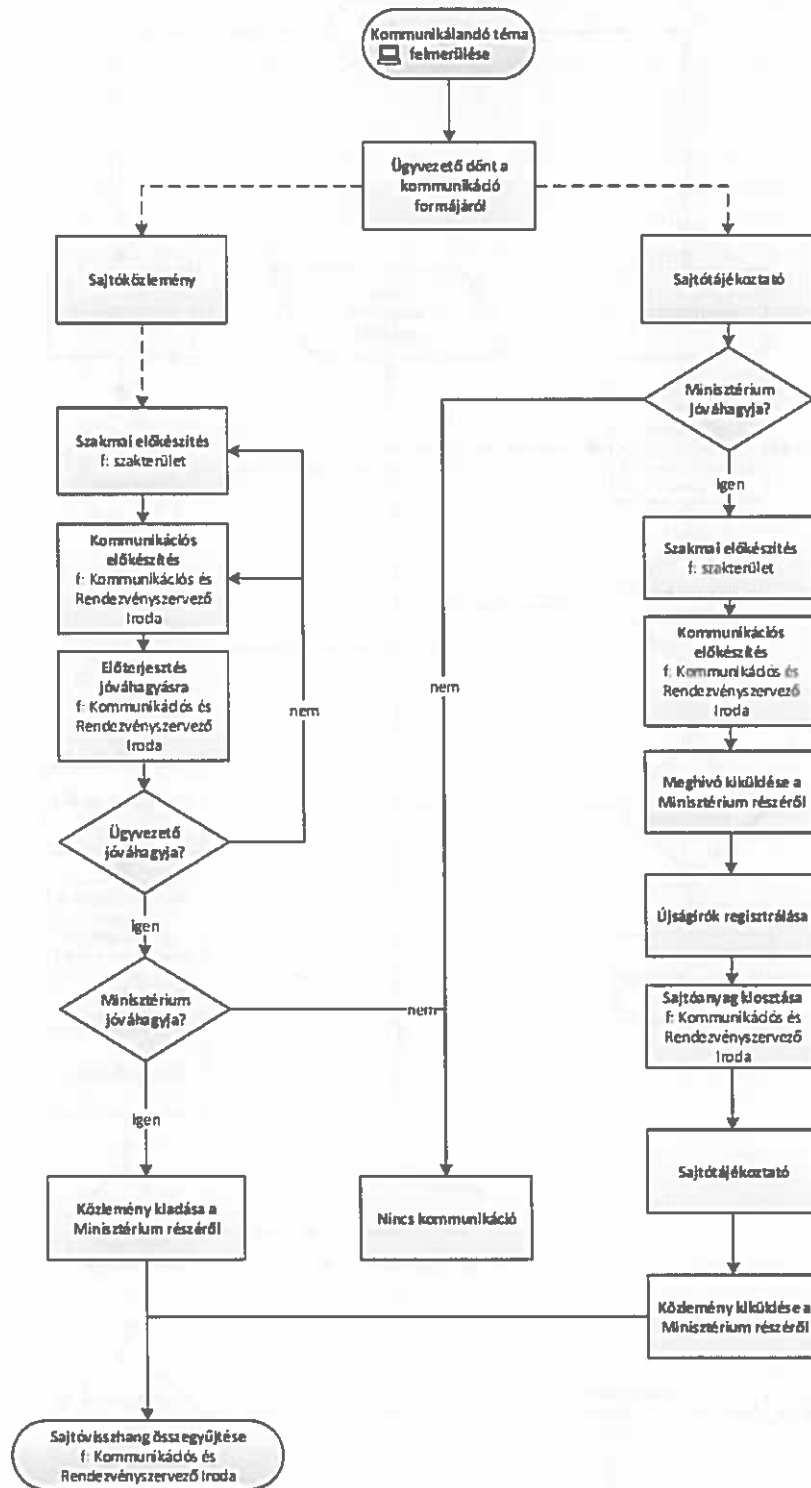 Kommunikálandó téma
felmerülése
Ügyvezető dönt a
kommunikáció
formájáról
Sajtóközlemény
Szakmai előkészítés
f: szakterület
Kommunikációs
előkészítés
f: Kommunikációs és
Rendezvényszervező
Iroda
Előterjesztés
jóváhagyásra
f: Kommunikációs és
Rendezvényszervező
Iroda
nem
Ügyvezető
jóváhagyja?
igen
Minisztérium
jóváhagyja?
nem
igen
Közlemény kiadása a
Minisztérium részéről
nem
Nincs kommunikáció
Sajtótájékoztató
Minisztérium
jóváhagyja?
igen
Szakmai előkészítés
f: szakterület
Kommunikációs
előkészítés
f: Kommunikációs és
Rendezvényszervező
Iroda
Meghívó kiküldése a
Minisztérium részéről
Újságírók regisztrálása
Sajtóanyag kiosztása
f: Kommunikációs és
Rendezvényszervező
Iroda
Sajtótájékoztató
Közlemény kiküldése a
Minisztérium részéről
Sajtóvisszhang összegyűjtése
f: Kommunikációs és
Rendezvényszervező Iroda